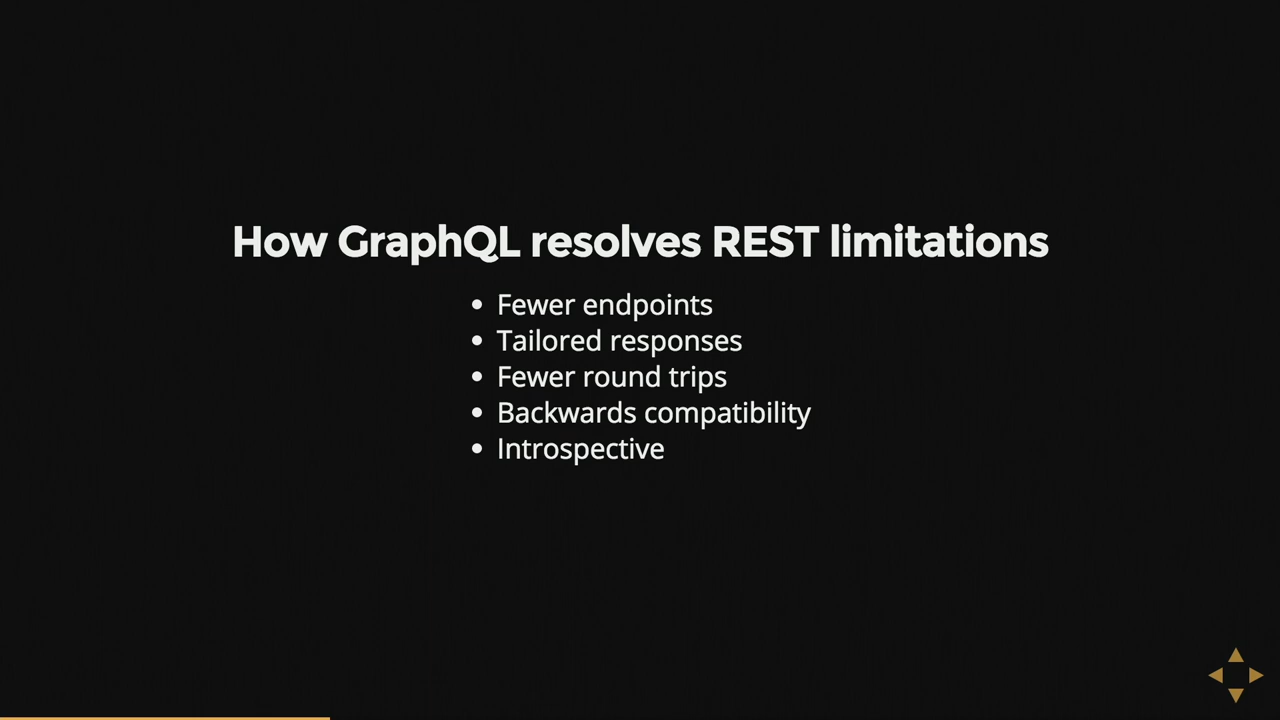 How GraphQL resolves REST limitations
• Fewer endpoints
• Tailored responses
• Fewer round trips
• Backwards compatibility
• Introspective